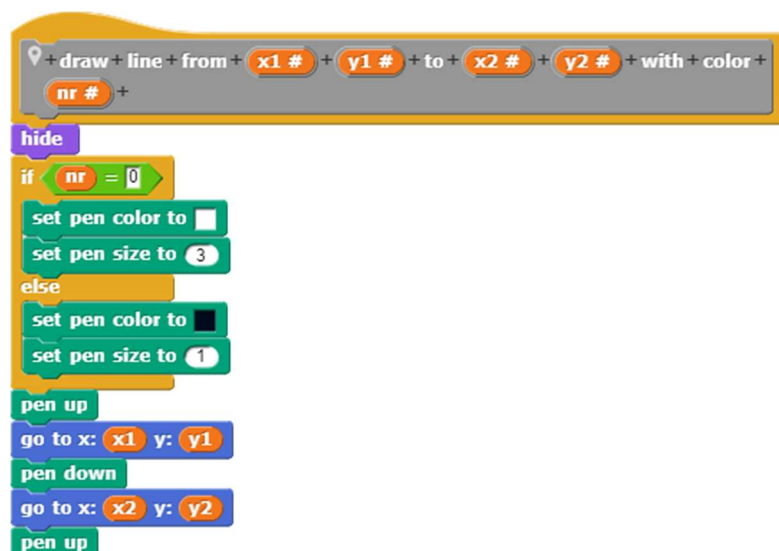 + draw + line + from + x1 # + y1 # + to + x2 # + y2 # + with + color +
nr # +
hide
if nr = 0
set pen color to
set pen size to 3
else
set pen color to
set pen size to 1
pen up
go to x: x1 y: y1
pen down
go to x: x2 y: y2
pen up